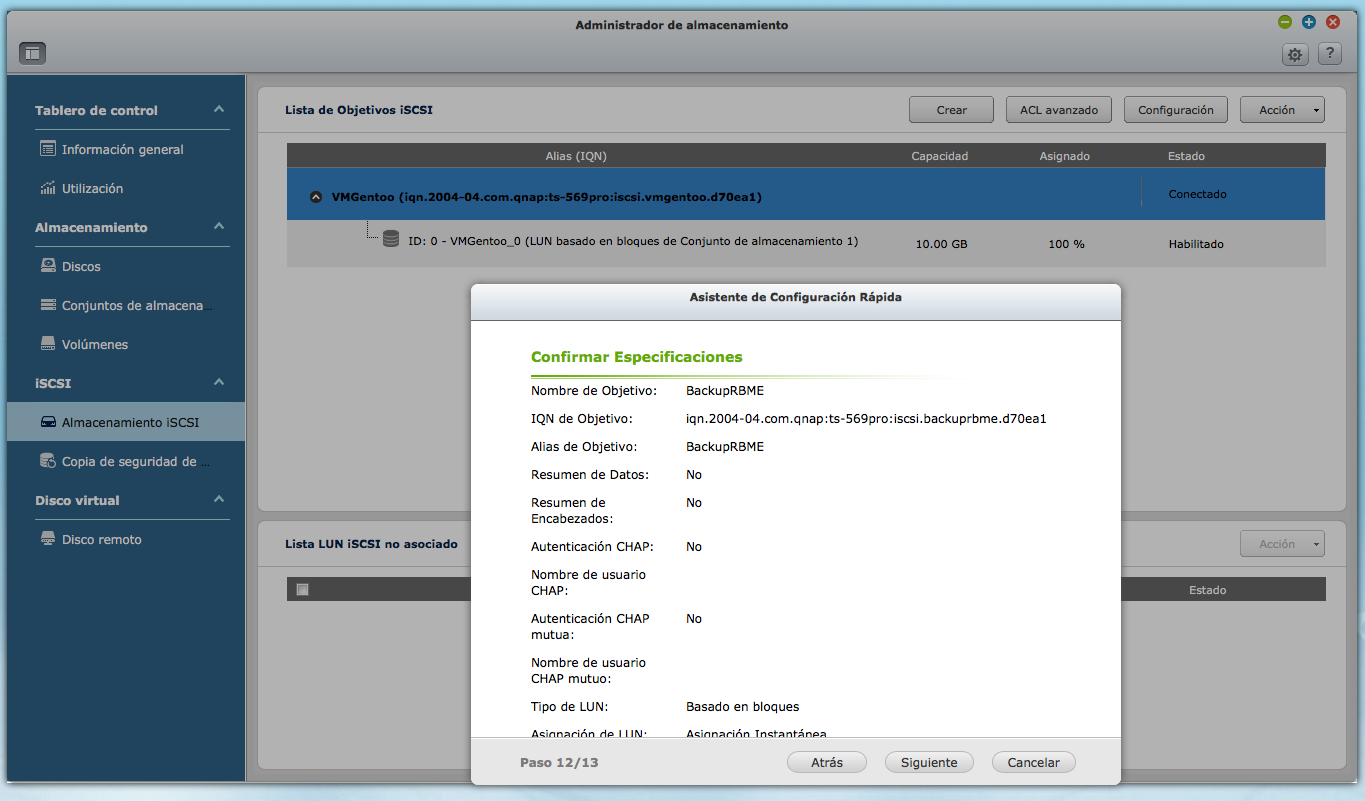 Administrador de almacenamiento
?
Tablero de control
Información general
Utilización
Almacenamiento
Discos
Conjuntos de almacena...
Volúmenes
iSCSI
Almacenamiento iSCSI
Copia de seguridad de ...
Disco virtual
Disco remoto
Lista de Objetivos iSCSI
Crear
ACL avanzado
Configuración
Acción
Alias (IQN) Capacidad Asignado Estado
VMGentoo (iqn.2004-04.com.qnap:ts-569pro:iscsi.vmgentoo.d70ea1) Conectado
ID: 0 - VMGentoo_0 (LUN basado en bloques de Conjunto de almacenamiento 1) 10.00 GB 100 % Habilitado
Lista LUN iSCSI no asociado
Acción
Estado
Asistente de Configuración Rápida
Confirmar Especificaciones
Nombre de Objetivo: BackupRBME
IQN de Objetivo: iqn.2004-04.com.qnap:ts-569pro:iscsi.backuprbme.d70ea1
Alias de Objetivo: BackupRBME
Resumen de Datos: No
Resumen de No
Encabezados:
Autenticación CHAP: No
Nombre de usuario
CHAP:
Autenticación CHAP No
mutua:
Nombre de usuario
CHAP mutuo:
Tipo de LUN: Basado en bloques
Asignación de LUN: Asignación Instantánea
Paso 12/13
Atrás
Siguiente
Cancelar